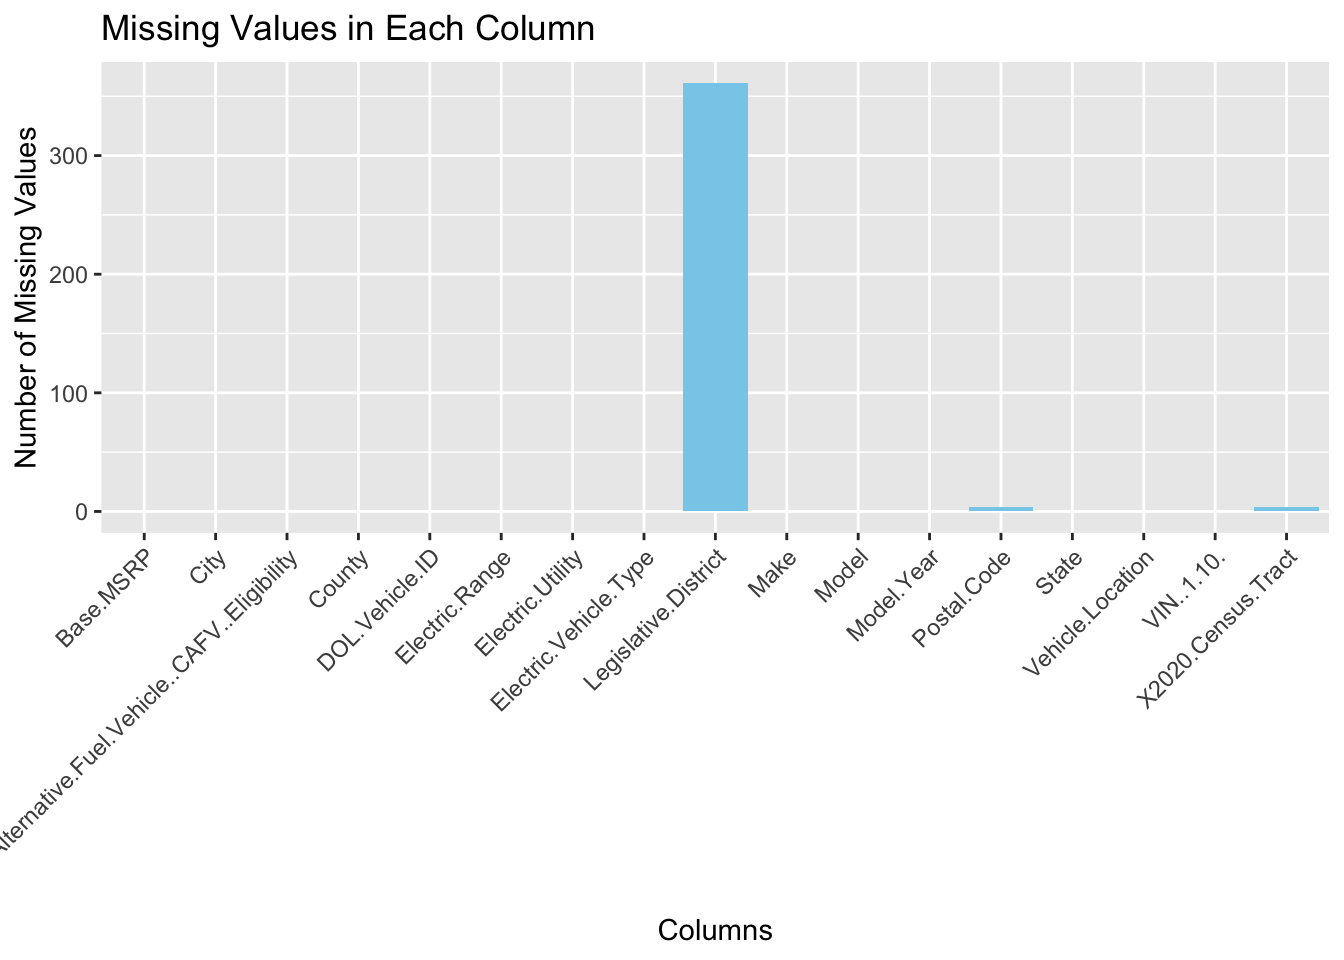 Missing Values in Each Column
Number of Missing Values
300
200
100
0
Base.MSRP
City
Alternative.Fuel.Vehicle..CAFV..Eligibility
County
DOL.Vehicle.ID
Electric.Range
Electric.Utility
Electric.Vehicle.Type
Legislative.District
Make
Model
Model.Year
Postal.Code
State
Vehicle.Location
VIN..1.10.
X2020.Census.Tract
Columns